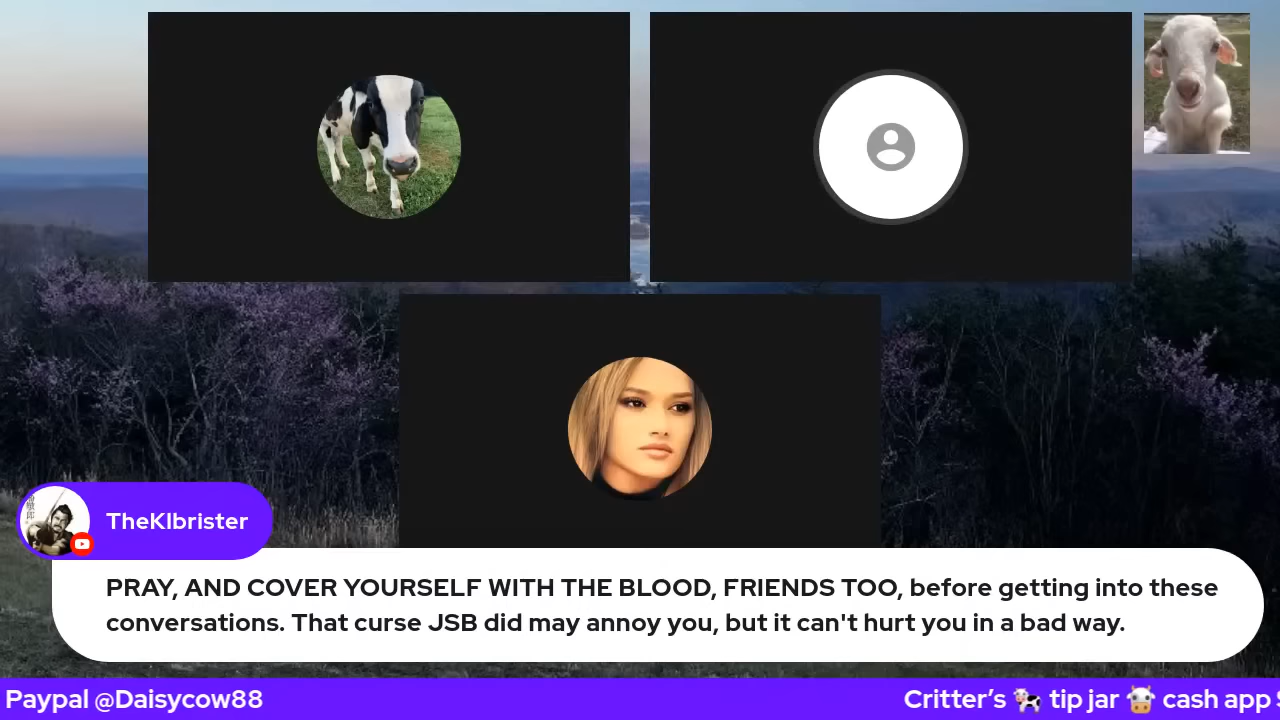 TheKlbrister
PRAY, AND COVER YOURSELF WITH THE BLOOD, FRIENDS TOO, before getting into these
conversations. That curse JSB did may annoy you, but it can't hurt you in a bad way.
Paypal @Daisycow88
Critter’s 🐄 tip jar 🐮 cash app